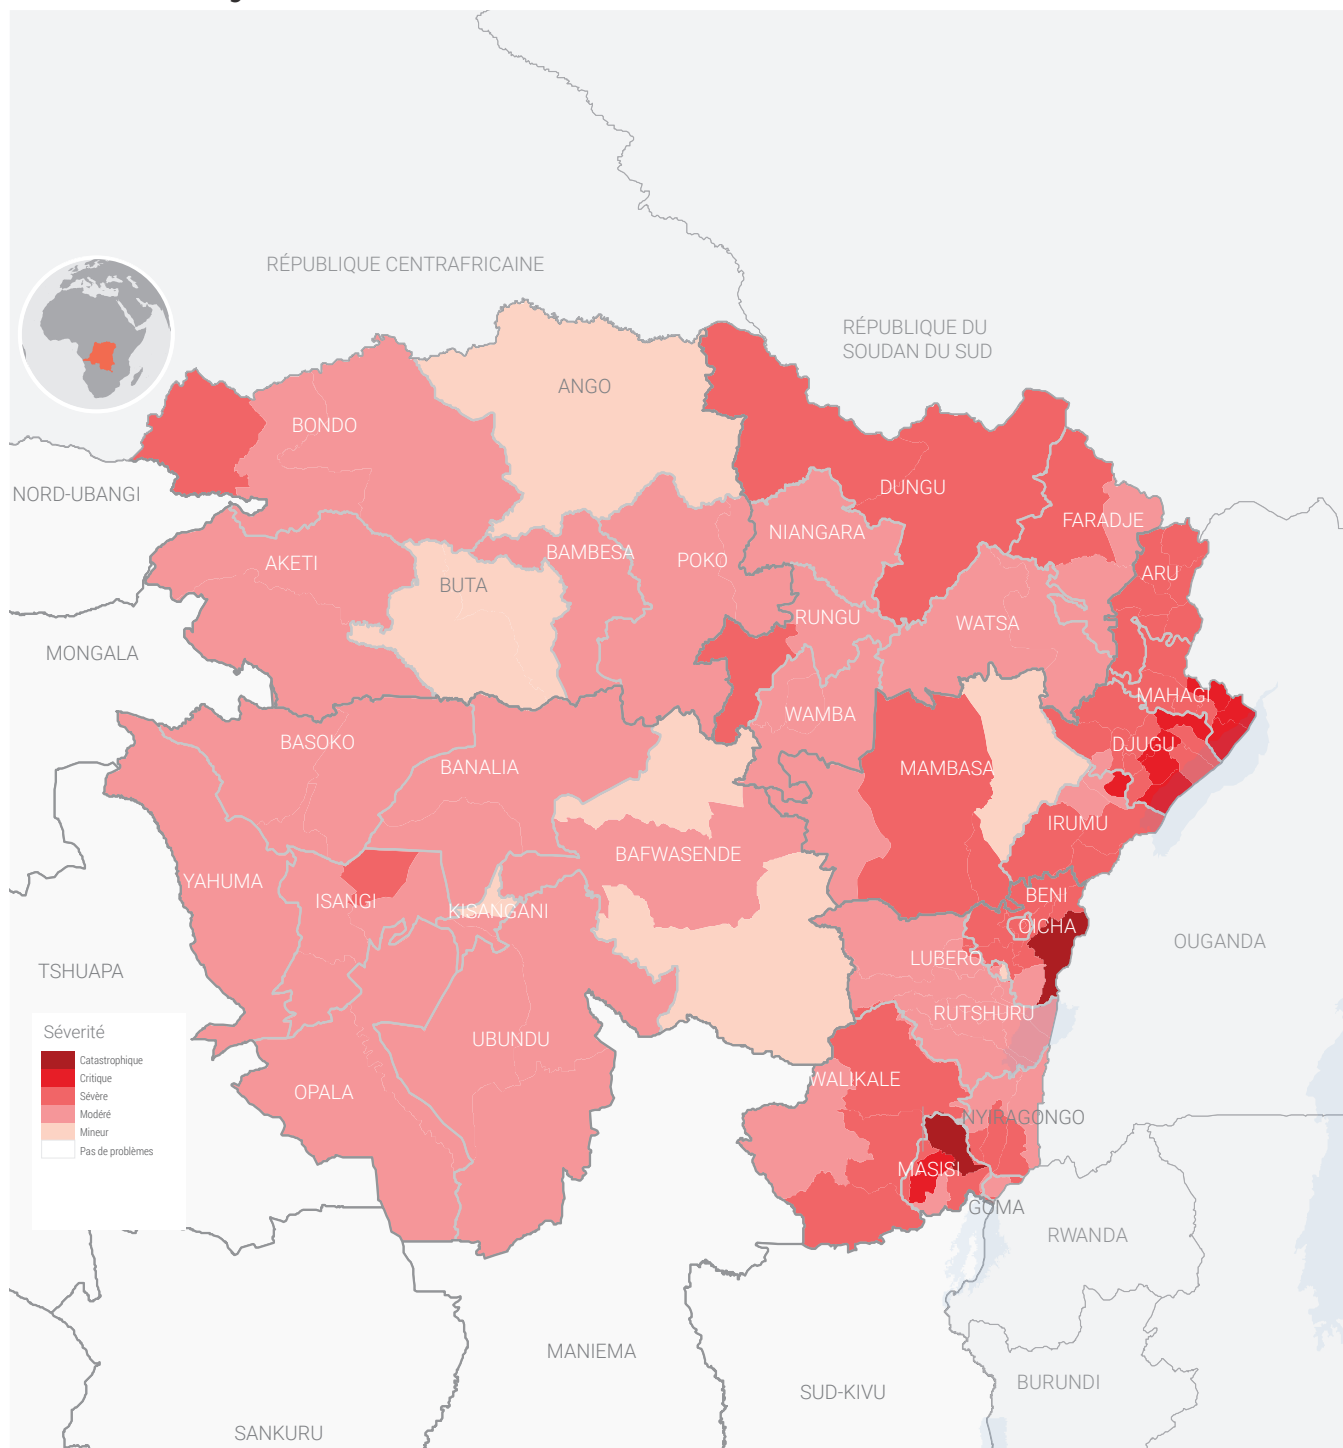 RÉPUBLIQUE CENTRAFRICAINE
RÉPUBLIQUE DU
SOUDAN DU SUD
ANGO
BONDO
NORD-UBANGI
DUNGU
FARADJE
NIANGARA
BAMBESA
POKO
AKETI
BUTA
ARU
RUNGU
WATSA
MONGALA
MAHAGI
WAMBA
BASOKO
DJUGU
BANALIA
MAMBASA
IRUMU
BAFWASENDE
YAHUMA
ISANGI
KISANGANI
BENI
OICHA
OUGANDA
LUBERO
TSHUAPA
RUTSHURU
UBUNDU
Séverité
Catastrophique
Critique
Sévère
Modéré
Mineur
Pas de problèmes
WALIKALE
OPALA
NYIRAGONGO
MASISI
GOMA
RWANDA
MANIEMA
BURUNDI
SUD-KIVU
SANKURU